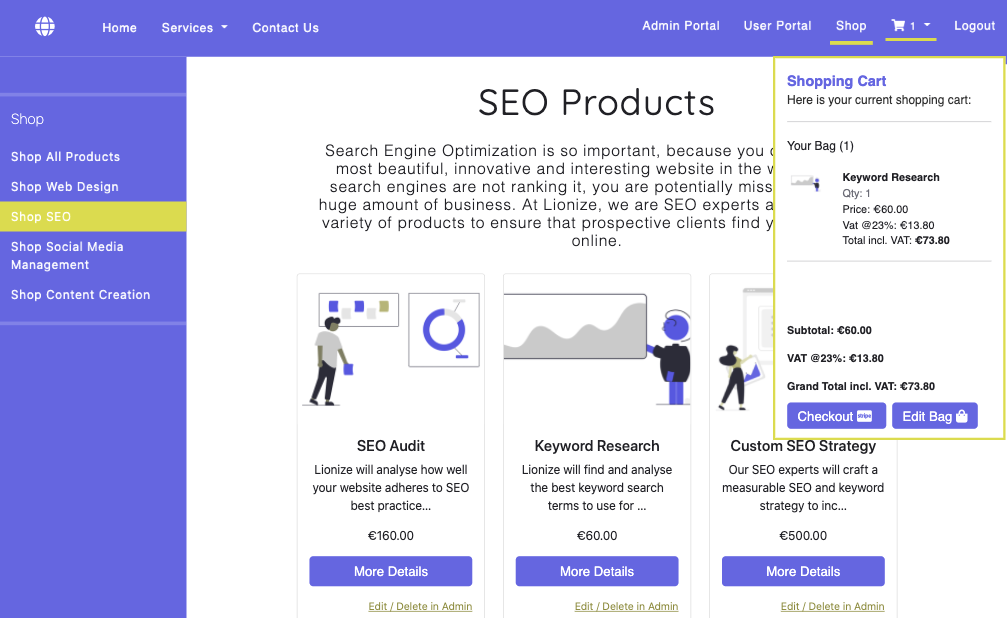 Home
Services
Contact Us
Admin Portal
User Portal
Shop
1
Logout
Shop
Shop All Products
Shop Web Design
Shop SEO
Shop Social Media
Management
Shop Content Creation
SEO Products
Search Engine Optimization is so important, because you
most beautiful, innovative and interesting website in the
search engines are not ranking it, you are potentially
huge amount of business. At Lionize, we are SEO experts
variety of products to ensure that prospective clients find
online.
SEO Audit
Lionize will analyse how well
your website adheres to SEO
best practice...
€160.00
More Details
Edit / Delete in Admin
Keyword Research
Lionize will find and analyse
the best keyword search
terms to use for ...
€60.00
More Details
Edit / Delete in Admin
Custom SEO Strategy
Our SEO experts will craft a
measurable SEO and keyword
strategy to inc...
€500.00
More Details
Edit / Delete in Admin
Shopping Cart
Here is your current shopping cart:
Your Bag (1)
Keyword Research
Qty: 1
Price: €60.00
Vat @23%: €13.80
Total incl. VAT: €73.80
Subtotal: €60.00
VAT @23%: €13.80
Grand Total incl. VAT: €73.80
Checkout stripe
Edit Bag